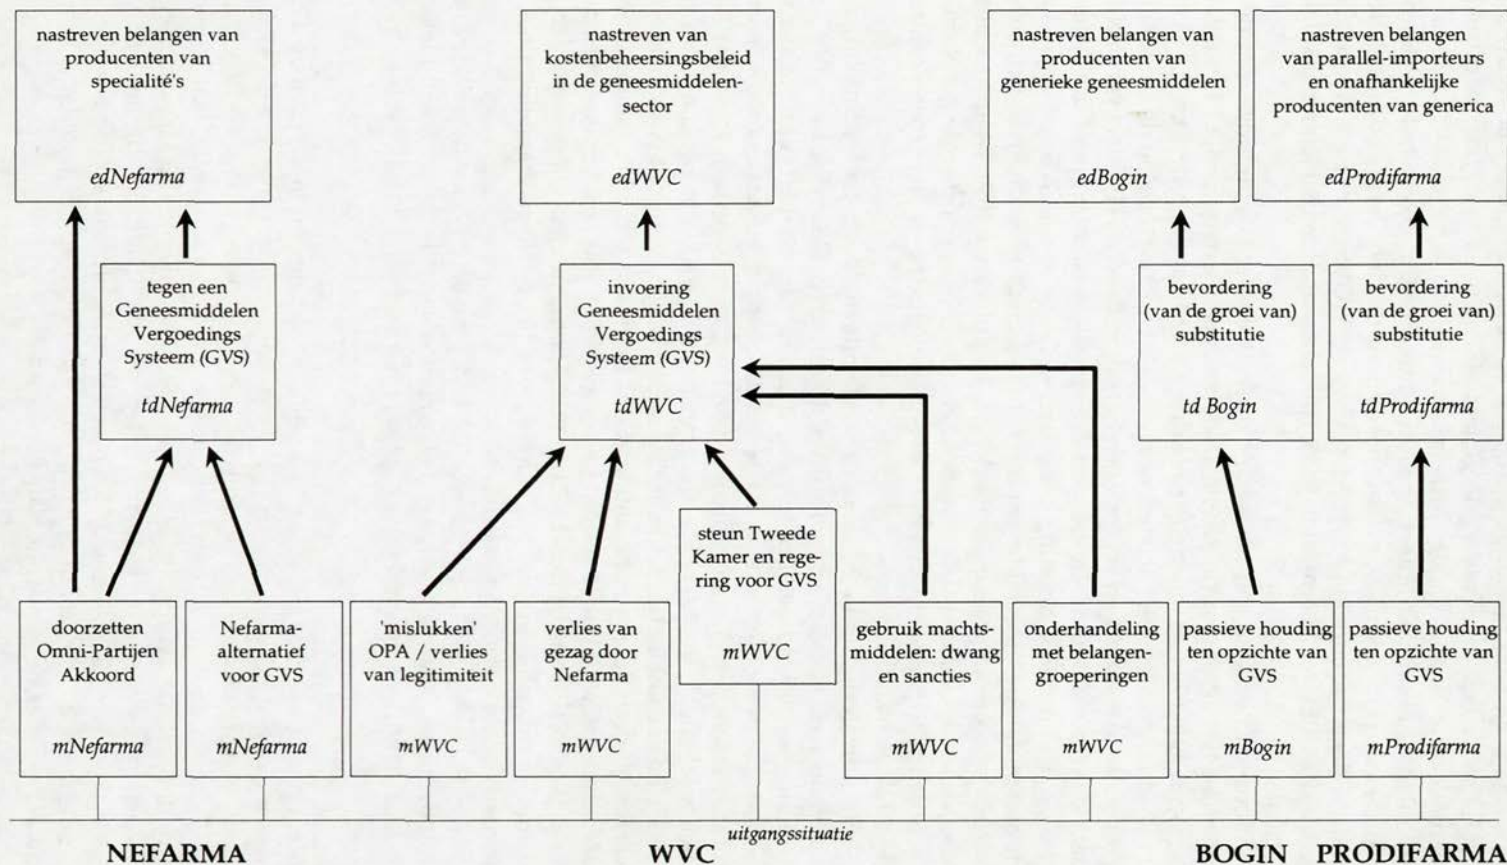 nastreven belangen van
producenten van
specialité's
edNefarma
nastreven van
kostenbeheersingsbeleid
in de geneesmiddelen-
sector
edWVC
nastreven belangen van
producenten van
generieke geneesmiddelen
edBogin
nastreven belangen
van parallel-importeurs
en onafhankelijke
producenten van generica
edProdifarma
tegen een
Geneesmiddelen
Vergoedings
Systeem (GVS)
tdNefarma
invoering
Geneesmiddelen
Vergoedings
Systeem (GVS)
tdWVC
bevordering
(van de groei van)
substitutie
td Bogin
bevordering
(van de groei van)
substitutie
tdProdifarma
doorzetten
Omni-Partijen
Akkoord
mNefarma
Nefarma-
alternatief
voor GVS
mNefarma
'mislukken'
OPA / verlies
van legitimiteit
mWVC
verlies van
gezag door
Nefarma
mWVC
steun Tweede
Kamer en rege-
ring voor GVS
mWVC
gebruik machts-
middelen: dwang
en sancties
mWVC
onderhandeling
met belangen-
groeperingen
mWVC
passieve houding
ten opzichte van
GVS
mBogin
passieve houding
ten opzichte van
GVS
mProdifarma
uitgangssituatie
NEFARMA
WVC
BOGIN
PRODIFARMA